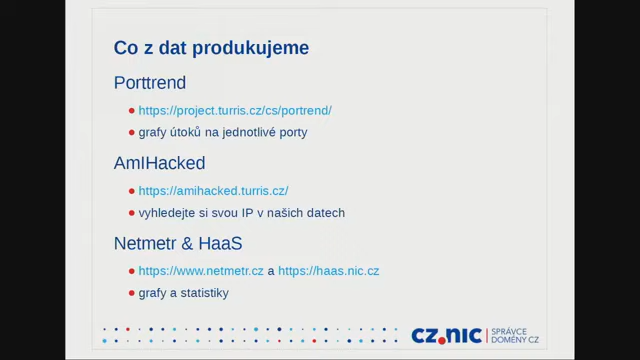 Co z dat produkujeme
Porttrend
https://project.turris.cz/cs/portrend/
grafy útoků na jednotlivé porty
AmIHacked
https://amihacked.turris.cz/
vyhledejte si svou IP v našich datech
Netmetr & HaaS
https://www.netmetr.cz a https://haas.nic.cz
grafy a statistiky
CZ.NIC | SPRÁVCE
DOMÉNY CZ